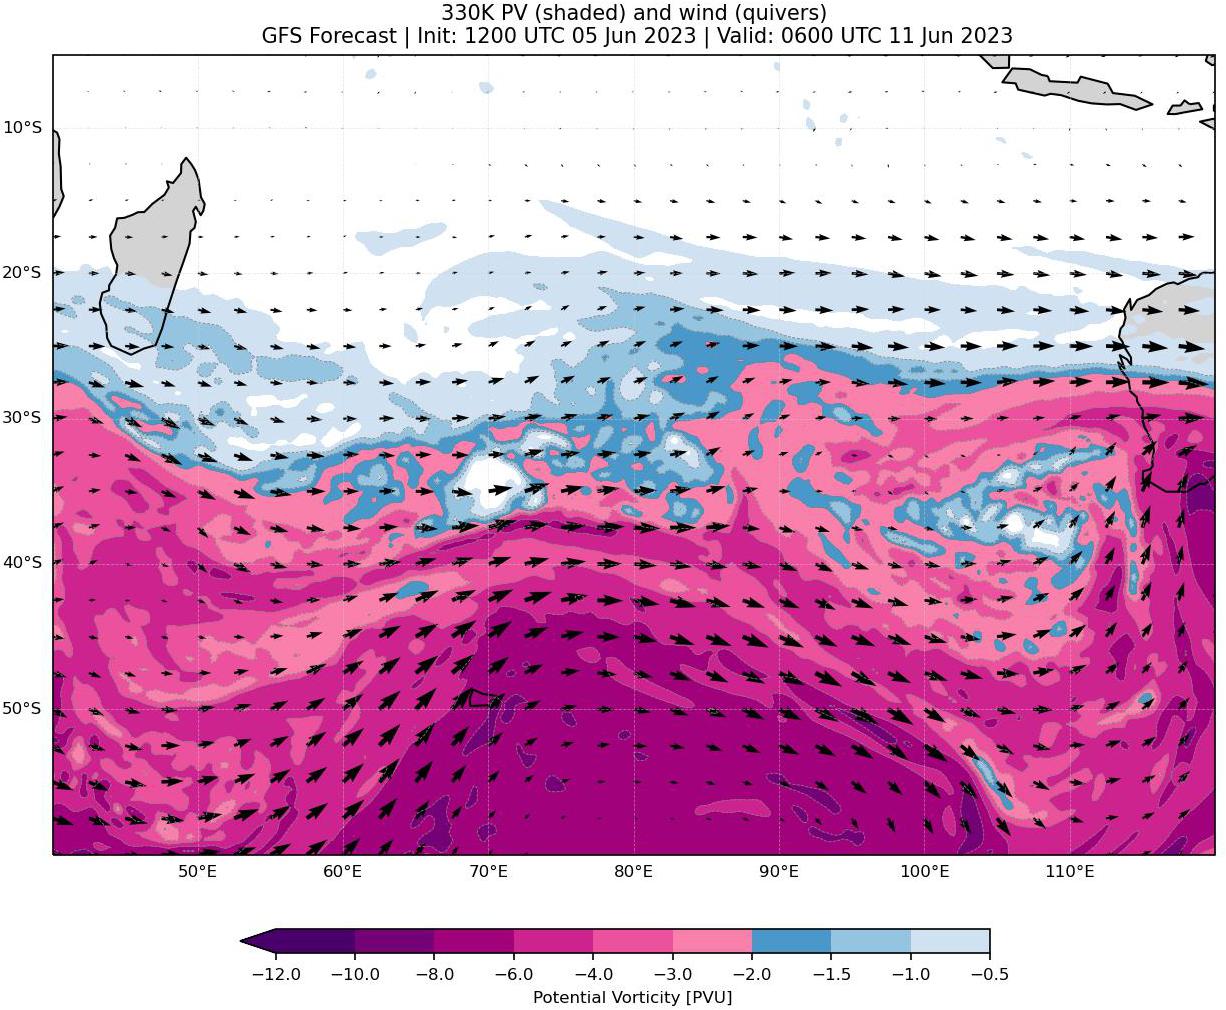 330K PV (shaded) and wind (quivers)
GFS Forecast | Init: 1200 UTC 05 Jun 2023 | Valid: 0600 UTC 11 Jun 2023
10°S
20°S
30°S
40°S
50°S
50°E 60°E 70°E 80°E 90°E 100°E 110°E
−12.0 −10.0 −8.0 −6.0 −4.0 −3.0 −2.0 −1.5 −1.0 −0.5
Potential Vorticity [PVU]